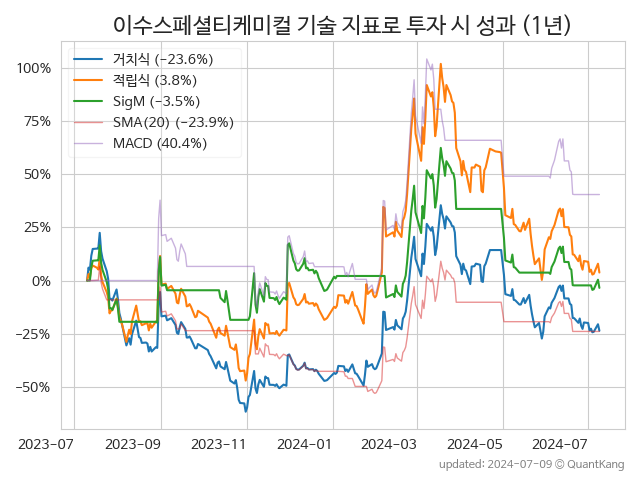 이수스페셜티케미컬 기술 지표로 투자 시 성과 (1년)
거치식 (−23.6%)
적립식 (3.8%)
SigM (−3.5%)
SMA(20) (−23.9%)
MACD (40.4%)
100%
75%
50%
25%
0%
−25%
−50%
2023-07
2023-09
2023-11
2024-01
2024-03
2024-05
2024-07
updated: 2024-07-09 © QuantKang